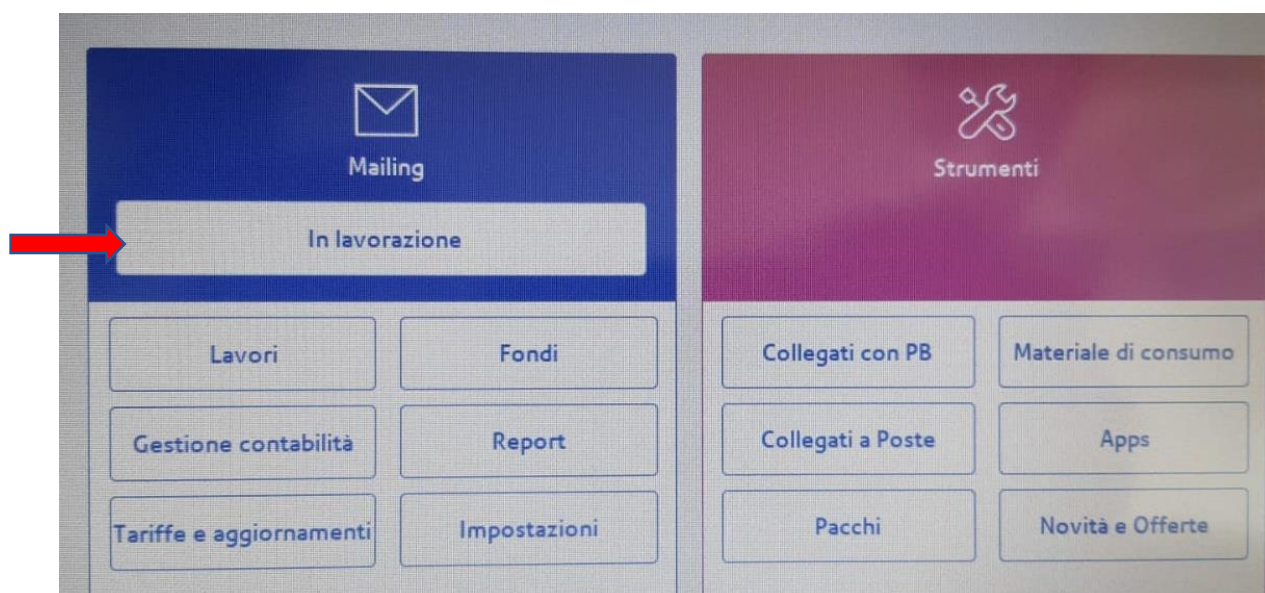 Mailing
In lavorazione
Lavori
Fondi
Gestione contabilità
Report
Tariffe e aggiornamenti
Impostazioni
Strumenti
Collegati con PB
Materiale di consumo
Collegati a Poste
Apps
Pacchi
Novità e Offerte